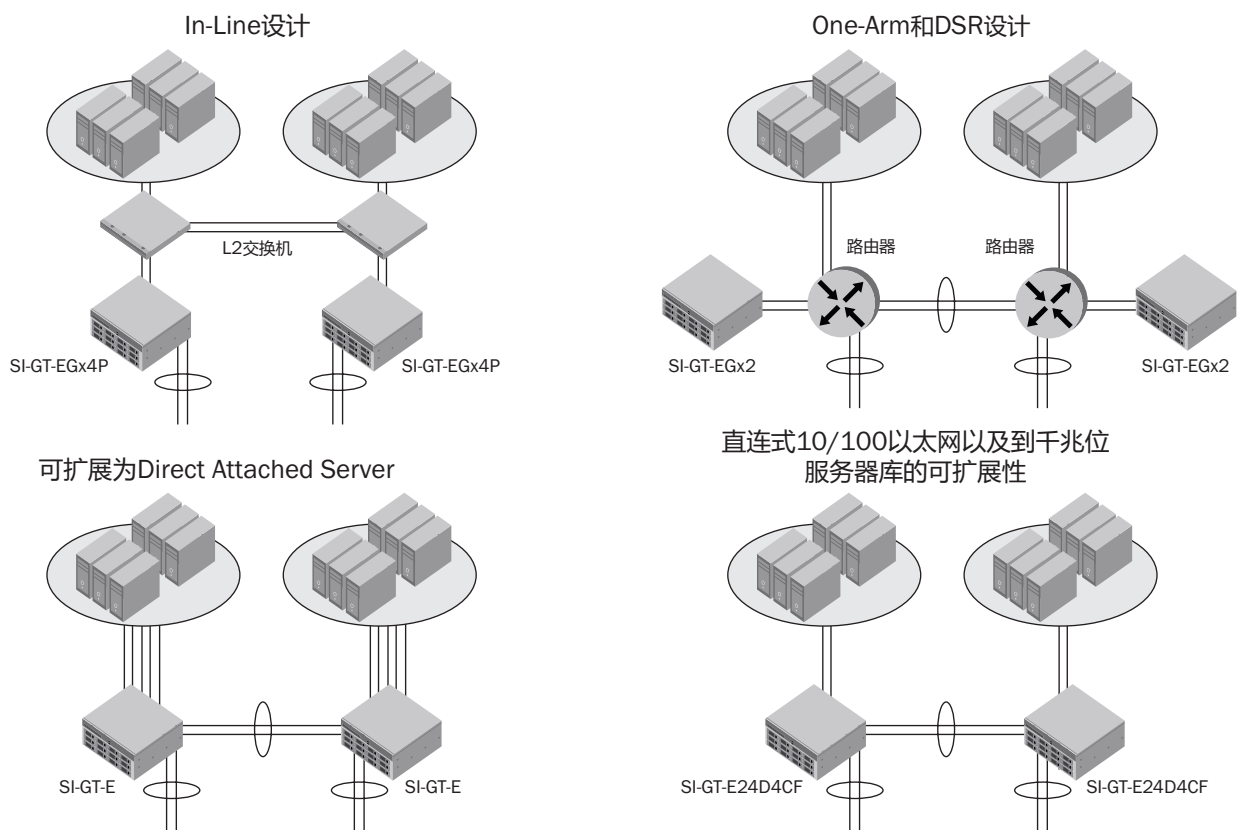 In-Line设计
L2交换机
SI-GT-EGx4P
SI-GT-EGx4P
One-Arm和DSR设计
路由器
路由器
SI-GT-EGx2
SI-GT-EGx2
可扩展为Direct Attached Server
SI-GT-E
SI-GT-E
直连式10/100以太网以及到千兆位
服务器库的可扩展性
SI-GT-E24D4CF
SI-GT-E24D4CF